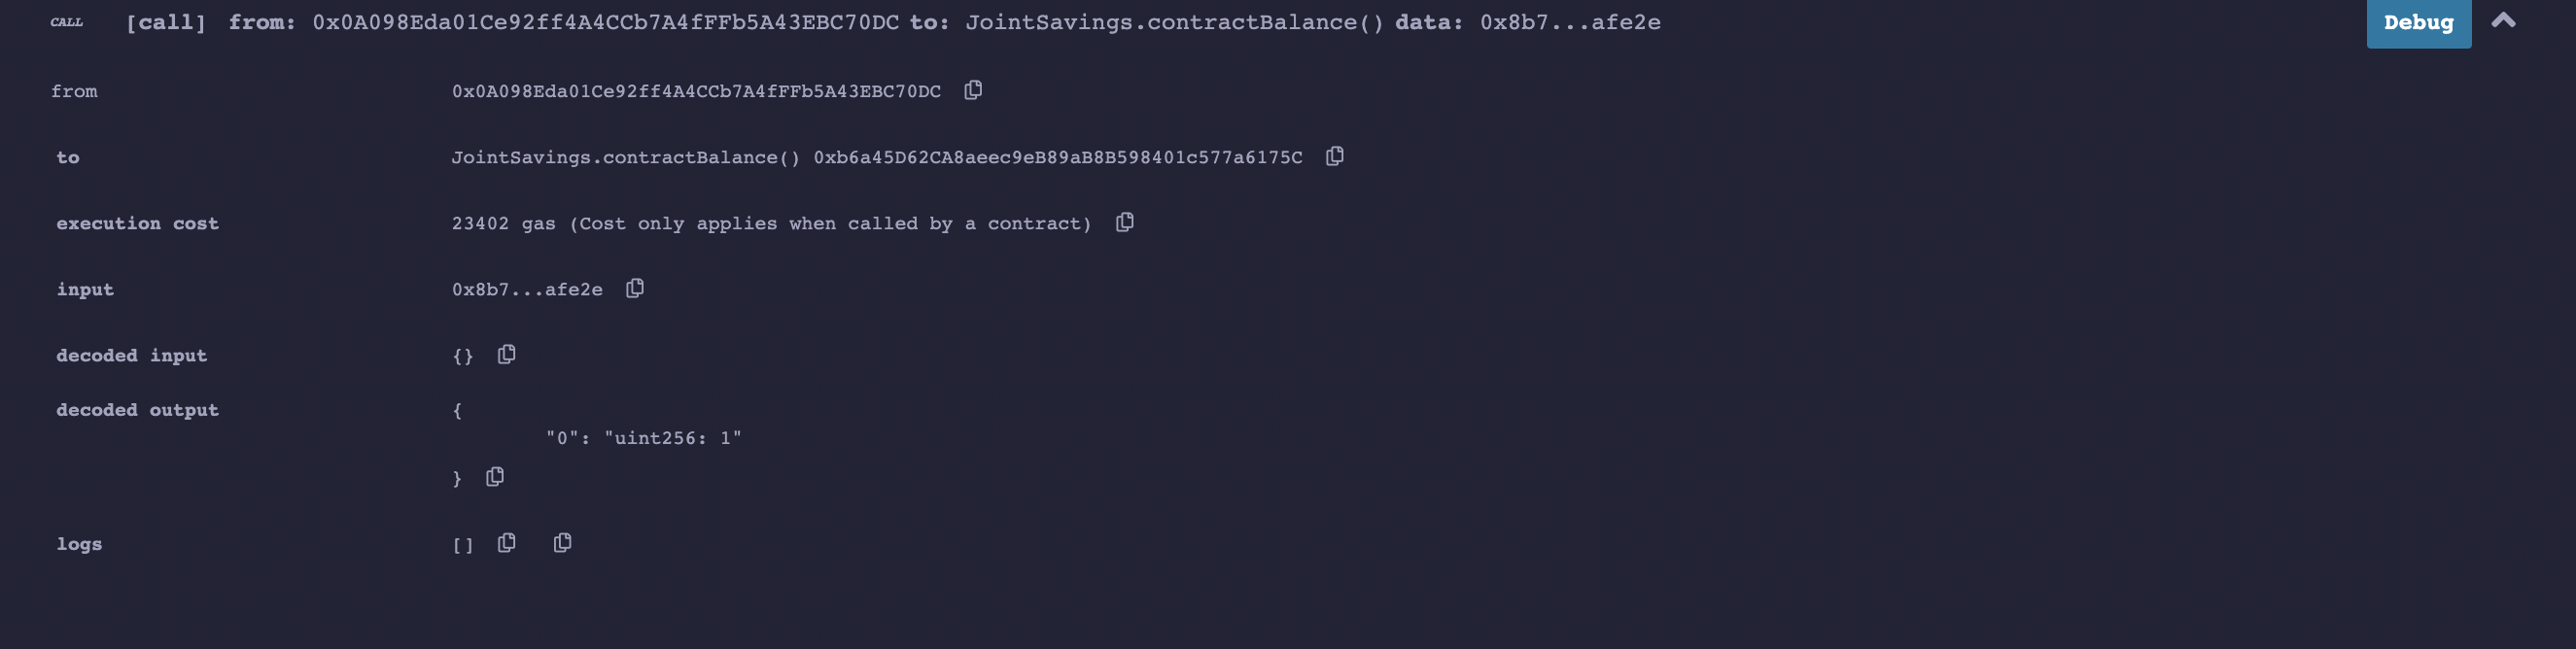 CALL [call] from: 0x0A098Eda01Ce92ff4A4CCb7A4fFFb5A43EBC70DC to: JointSavings.contractBalance() data: 0x8b7...afe2e Debug
from 0x0A098Eda01Ce92ff4A4CCb7A4fFFb5A43EBC70DC
to JointSavings.contractBalance() 0xb6a45D62CA8aeec9eB89aB8B598401c577a6175C
execution cost 23402 gas (Cost only applies when called by a contract)
input 0x8b7...afe2e
decoded input {}
decoded output {
"0": "uint256: 1"
}
logs []